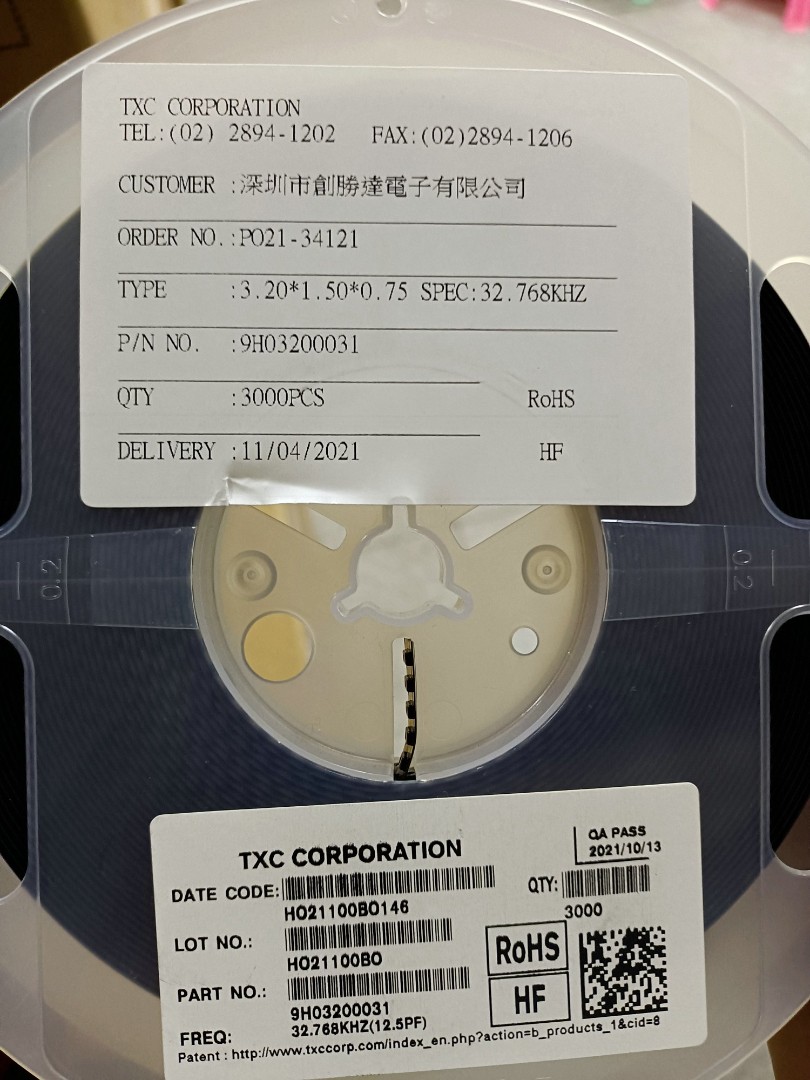 TXC CORPORATION
TEL:(02) 2894-1202 FAX:(02)2894-1206
CUSTOMER :深圳市創勝達電子有限公司
ORDER NO.:PO21-34121
TYPE :3.20*1.50*0.75 SPEC:32.768KHZ
P/N NO. :9H03200031
QTY :3000PCS RoHS
DELIVERY :11/04/2021 HF
0.2
0.2
TXC CORPORATION
QA PASS
2021/10/13
DATE CODE:
HO21100BO146
QTY:
3000
LOT NO.:
HO21100BO
RoHS
PART NO.:
9H03200031
HF
FREQ:
32.768KHZ(12.5PF)
Patent : http://www.txccorp.com/index_en.php?action=b_products_1&cid=8